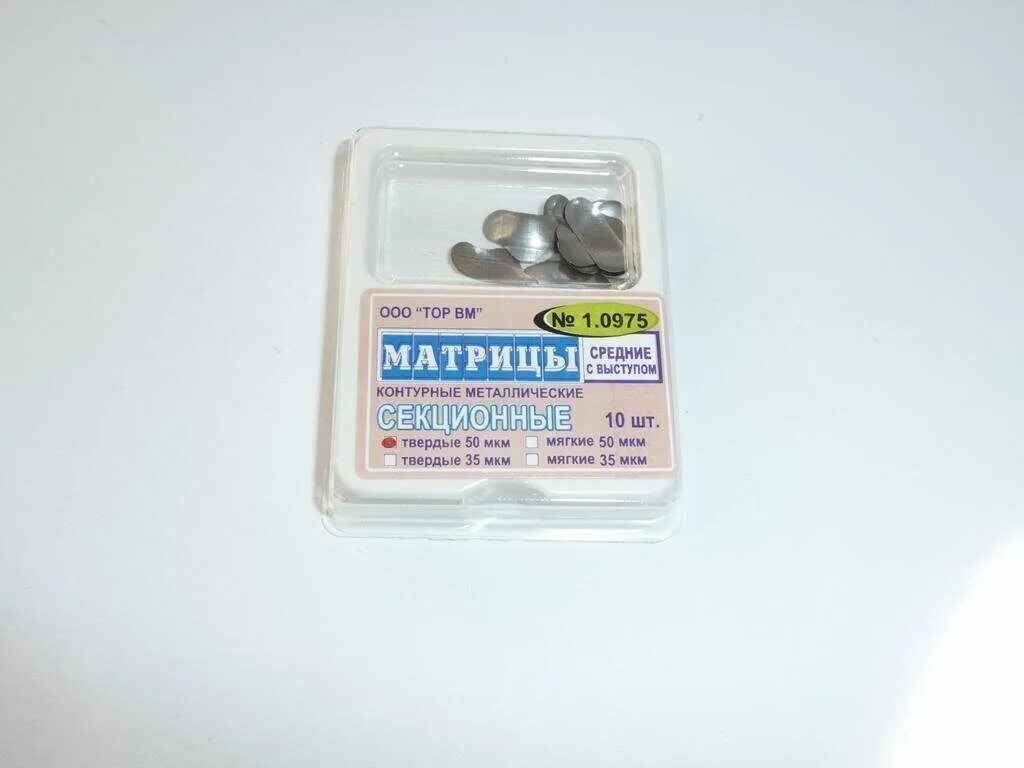 ООО "ТОР ВМ"
№ 1.0975
МАТРИЦЫ
СРЕДНИЕ
С ВЫСТУПОМ
КОНТУРНЫЕ МЕТАЛЛИЧЕСКИЕ
СЕКЦИОННЫЕ 10 шт.
твердые 50 мкм мягкие 50 мкм
твердые 35 мкм мягкие 35 мкм